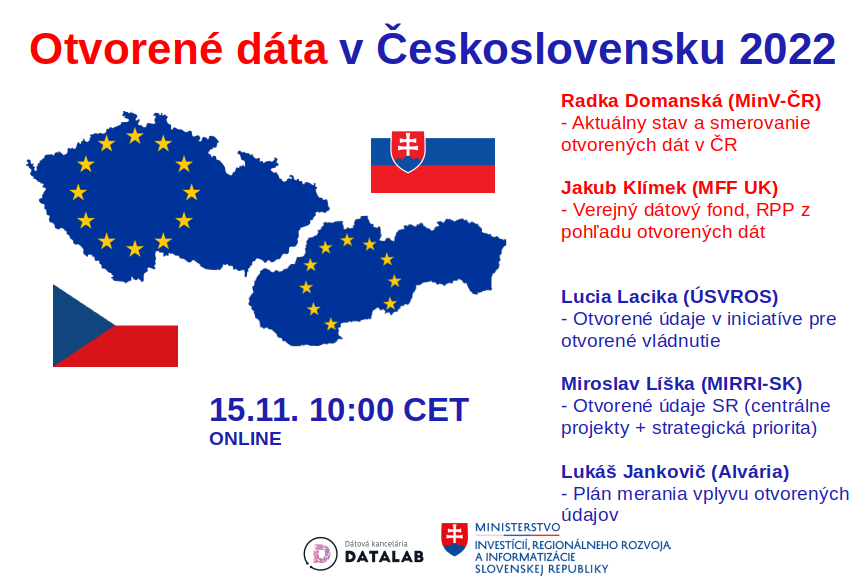 Otvorené dáta v Československu 2022
Radka Domanská (MinV-ČR)
- Aktuálny stav a smerovanie
otvorených dát v ČR
Jakub Klímek (MFF UK)
- Verejný dátový fond, RPP z
pohľadu otvorených dát
Lucia Lacika (ÚSVROS)
- Otvorené údaje v iniciatíve pre
otvorené vládnutie
Miroslav Líška (MIRRI-SK)
- Otvorené údaje SR (centrálne
projekty + strategická priorita)
Lukáš Jankovič (Alvária)
- Plán merania vplyvu otvorených
údajov
15.11. 10:00 CET
ONLINE
Dátová kancelária
DATALAB
MINISTERSTVO
INVESTÍCIÍ, REGIONÁLNEHO ROZVOJA
A INFORMATIZÁCIE
SLOVENSKEJ REPUBLIKY